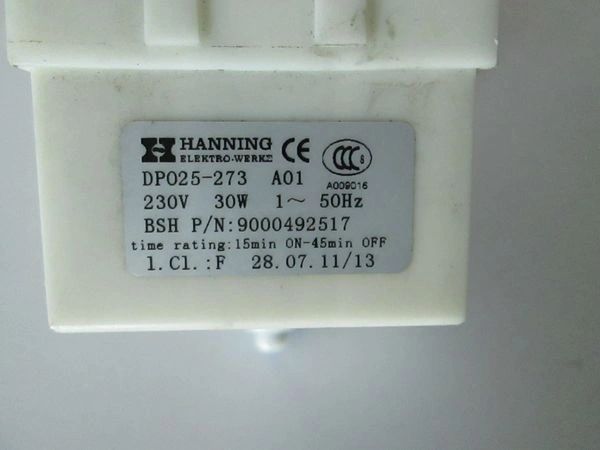 HANNING
ELEKTRO-WERKE
CE
CCC S
A009016
DP025-273 A01
230V 30W 1~ 50Hz
BSH P/N:9000492517
time rating:15min ON-45min OFF
l.Cl.:F 28.07.11/13